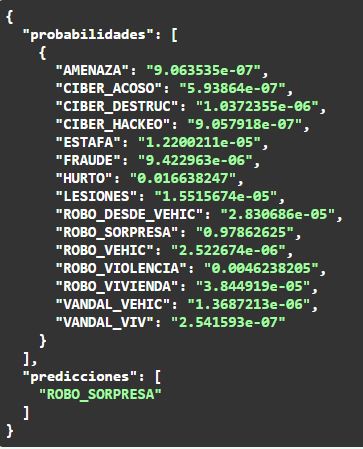 {
"probabilidades": [
{
"AMENAZA": "9.063535e-07",
"CIBER_ACOSO": "5.93864e-07",
"CIBER_DESTRUC": "1.0372355e-06",
"CIBER_HACKEO": "9.057918e-07",
"ESTAFA": "1.2200211e-05",
"FRAUDE": "9.422963e-06",
"HURTO": "0.016638247",
"LESIONES": "1.5515674e-05",
"ROBO_DESDE_VEHIC": "2.830686e-05",
"ROBO_SORPRESA": "0.97862625",
"ROBO_VEHIC": "2.522674e-06",
"ROBO_VIOLENCIA": "0.0046238205",
"ROBO_VIVIENDA": "3.844919e-05",
"VANDAL_VEHIC": "1.3687213e-06",
"VANDAL_VIV": "2.541593e-07"
}
],
"predicciones": [
"ROBO_SORPRESA"
]
}